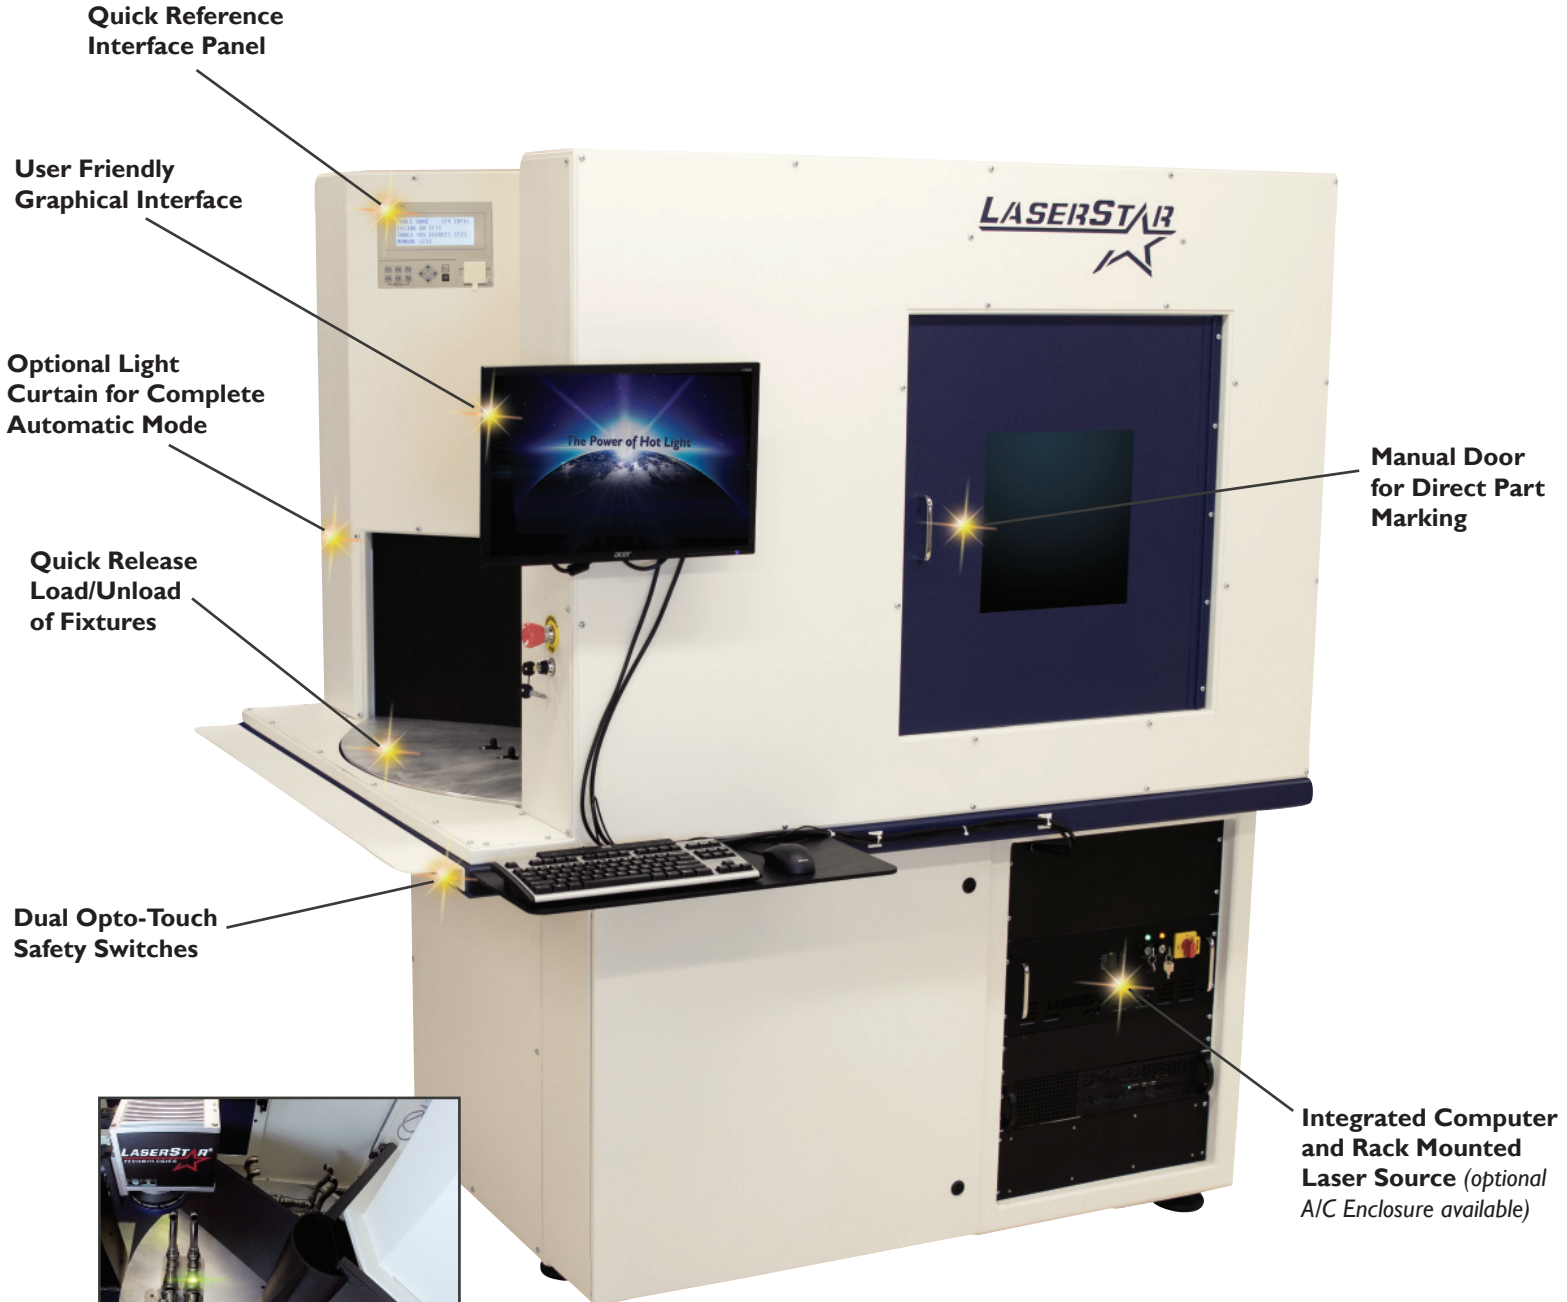 Quick Reference
Interface Panel
User Friendly
Graphical Interface
LASERSTAR
Optional Light
Curtain for Complete
Automatic Mode
The Power of Hot Light
acer
Manual Door
for Direct Part
Marking
Quick Release
Load/Unload
of Fixtures
Dual Opto-Touch
Safety Switches
Integrated Computer
and Rack Mounted
Laser Source (optional
A/C Enclosure available)
LASERSTAR®
TECHNOLOGIES